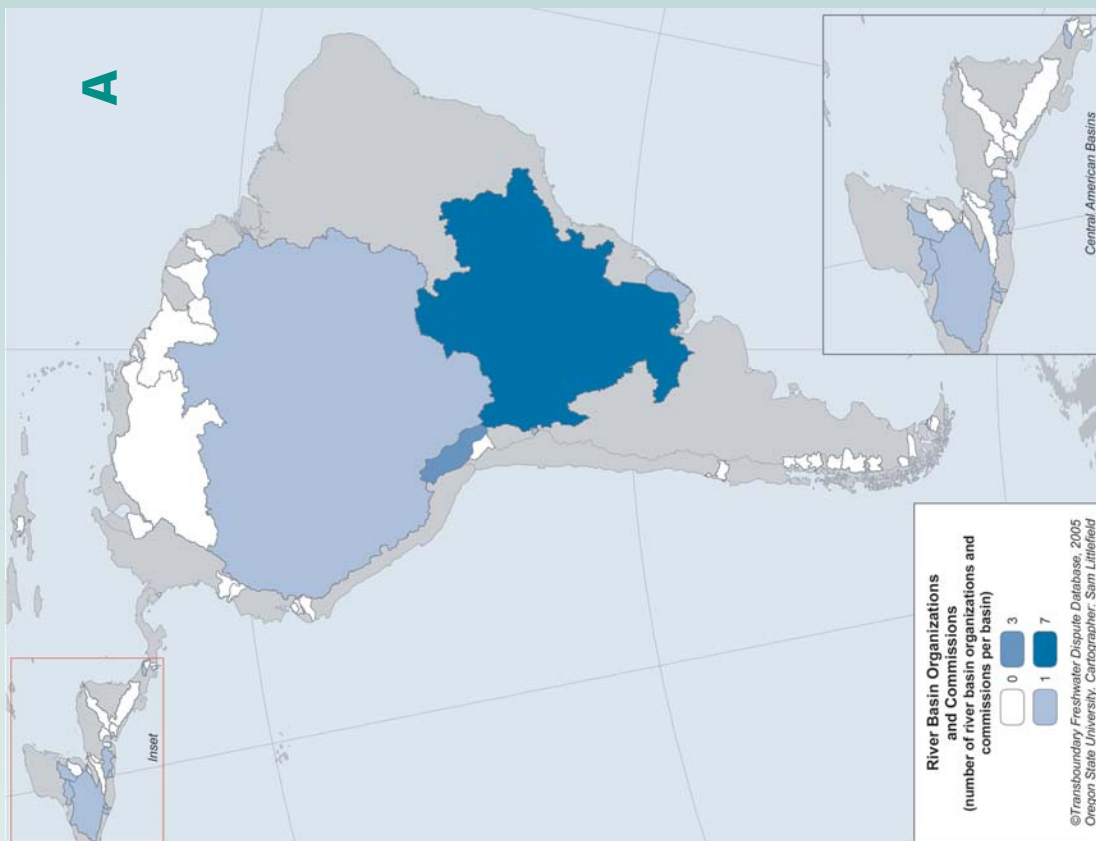 A
Inset
Central American Basins
River Basin Organizations
and Commissions
(number of river basin organizations and
commissions per basin)
0 3
1 7
©Transboundary Freshwater Dispute Database, 2005
Oregon State University. Cartographer: Sam Littlefield